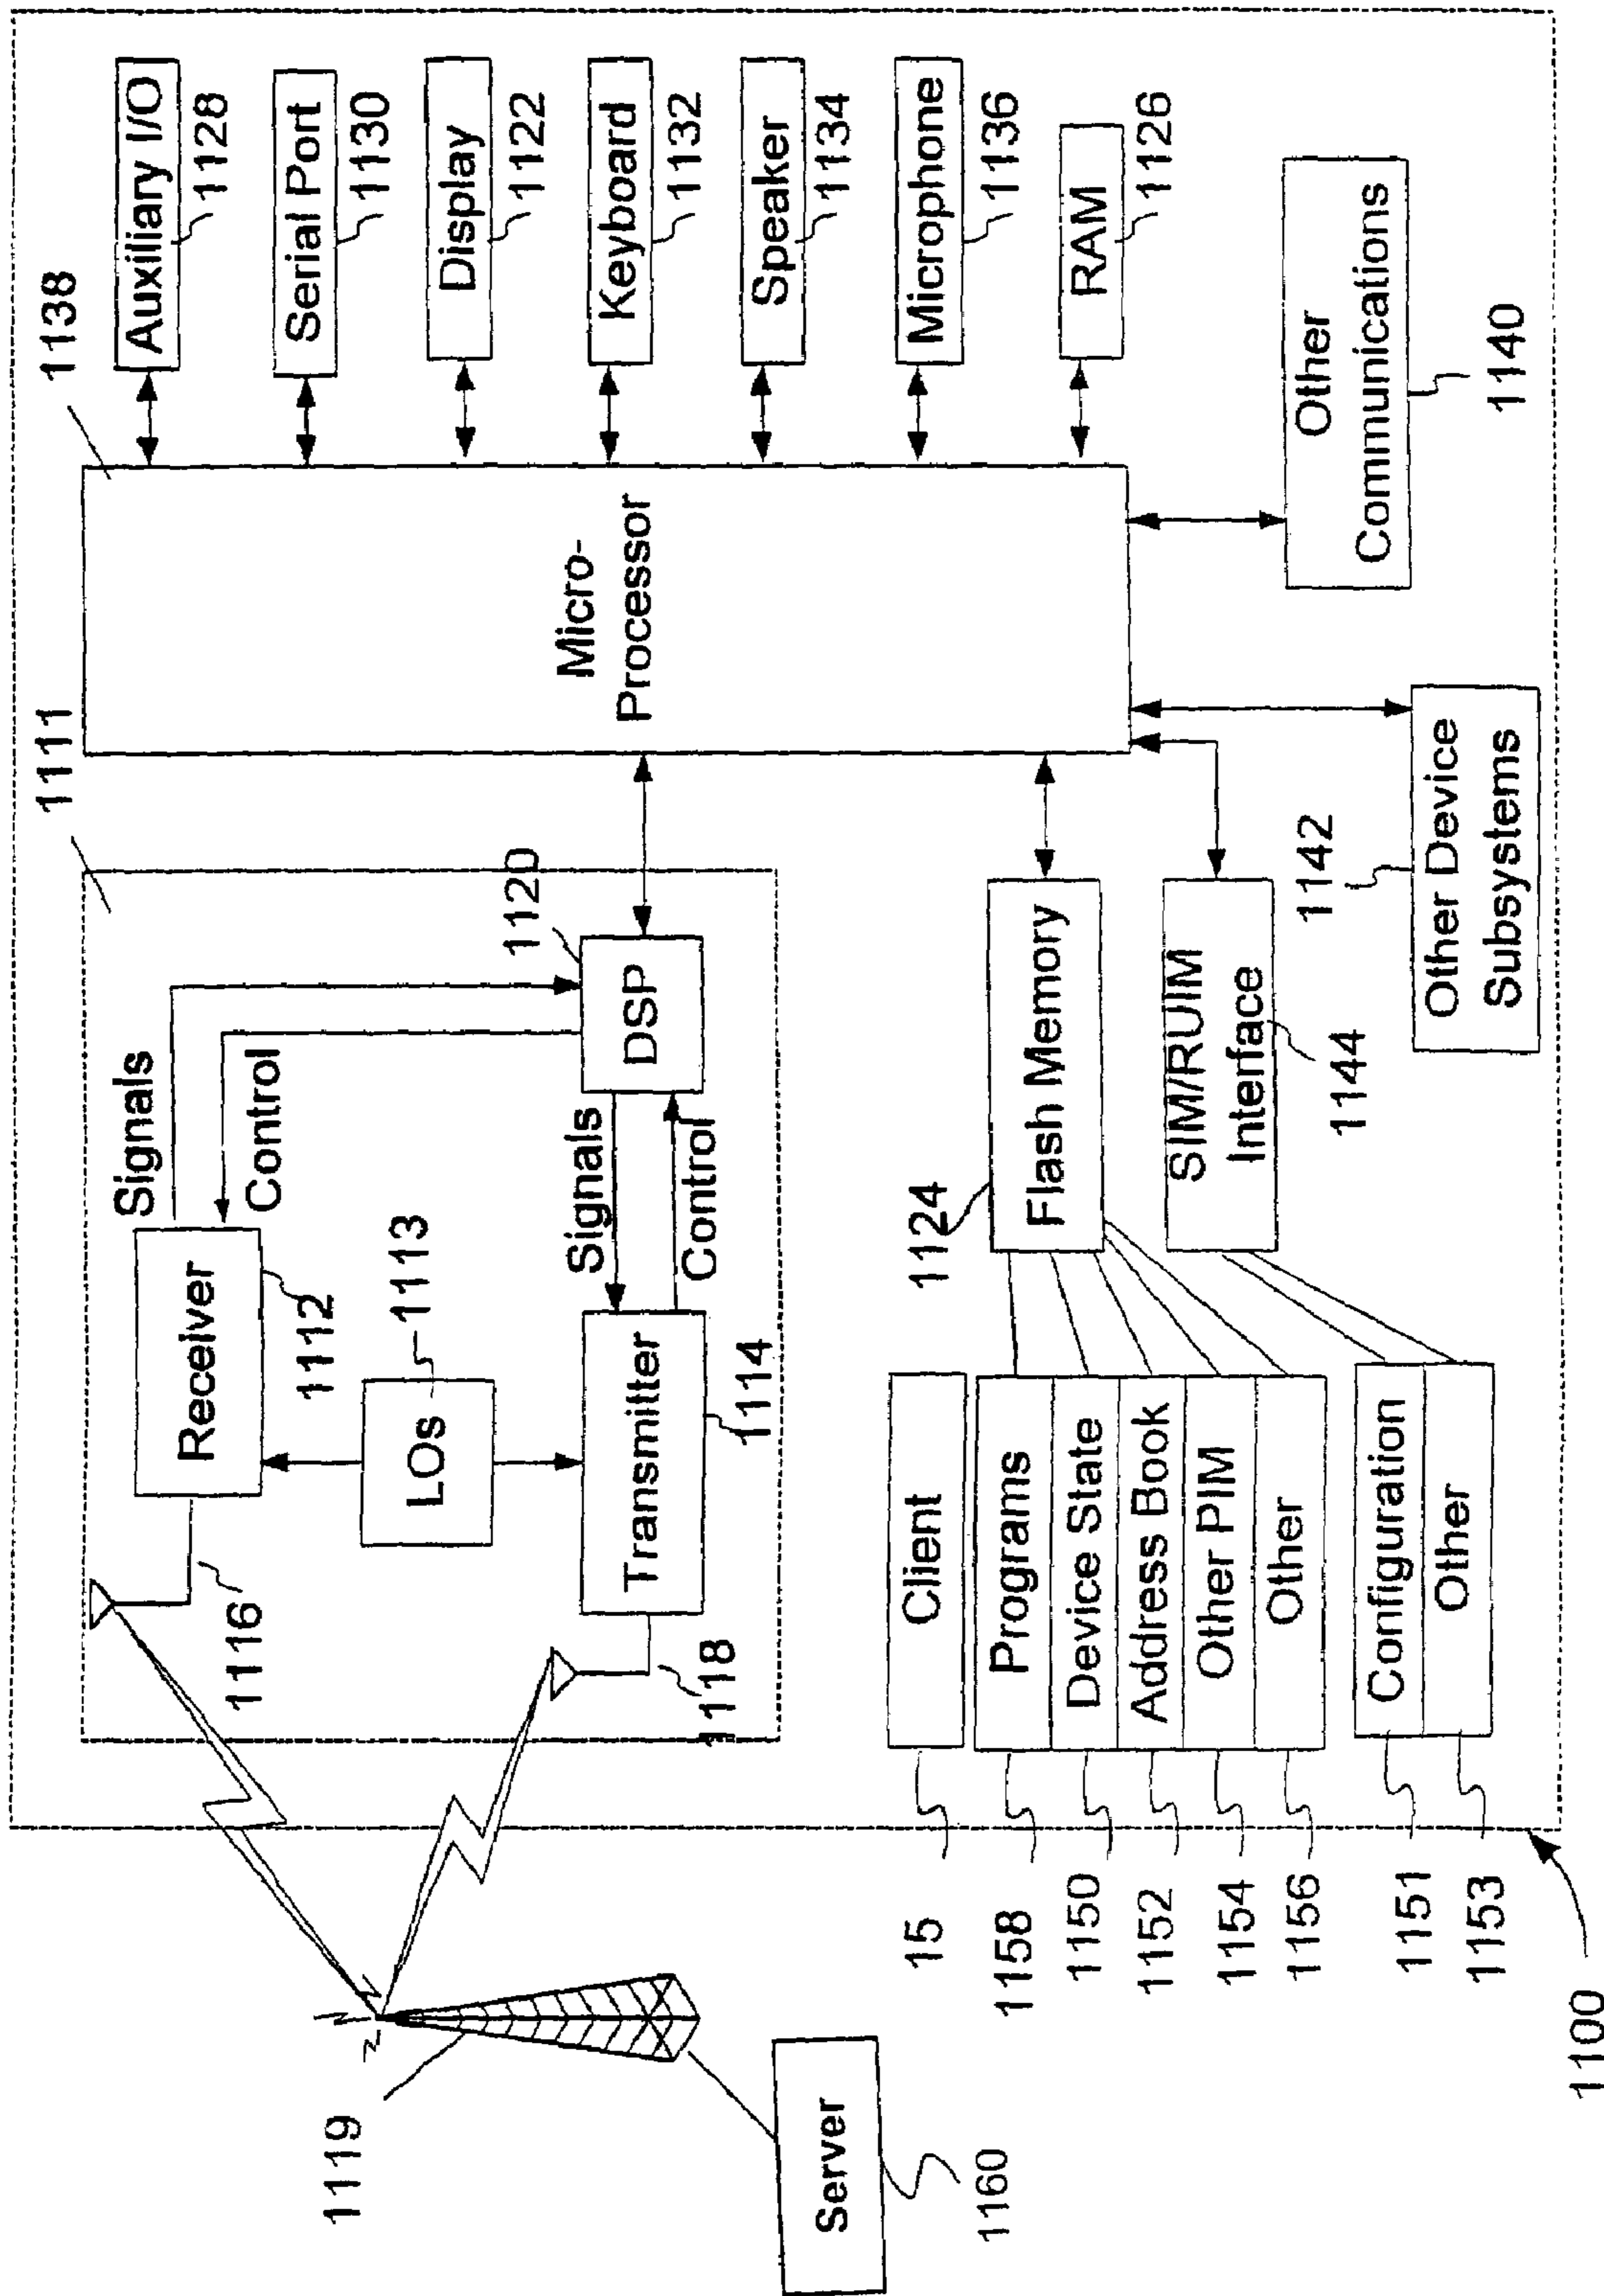 1138
Auxiliary I/O
1128
Serial Port
1130
Display
1122
Keyboard
1132
Speaker
1134
Microphone
1136
RAM
1126
Micro-
Processor
Other
Communications
1140
1111
Signals
Control
Receiver
1112
1116
LOs
1113
DSP
1120
Signals
Control
Transmitter
1114
1118
1119
Server
1160
1124
Flash Memory
SIM/RUIM
Interface
1144
1142
Other Device
Subsystems
Client
15
Programs
1158
Device State
1150
Address Book
1152
Other PIM
1154
Other
1156
Configuration
1151
Other
1153
1100